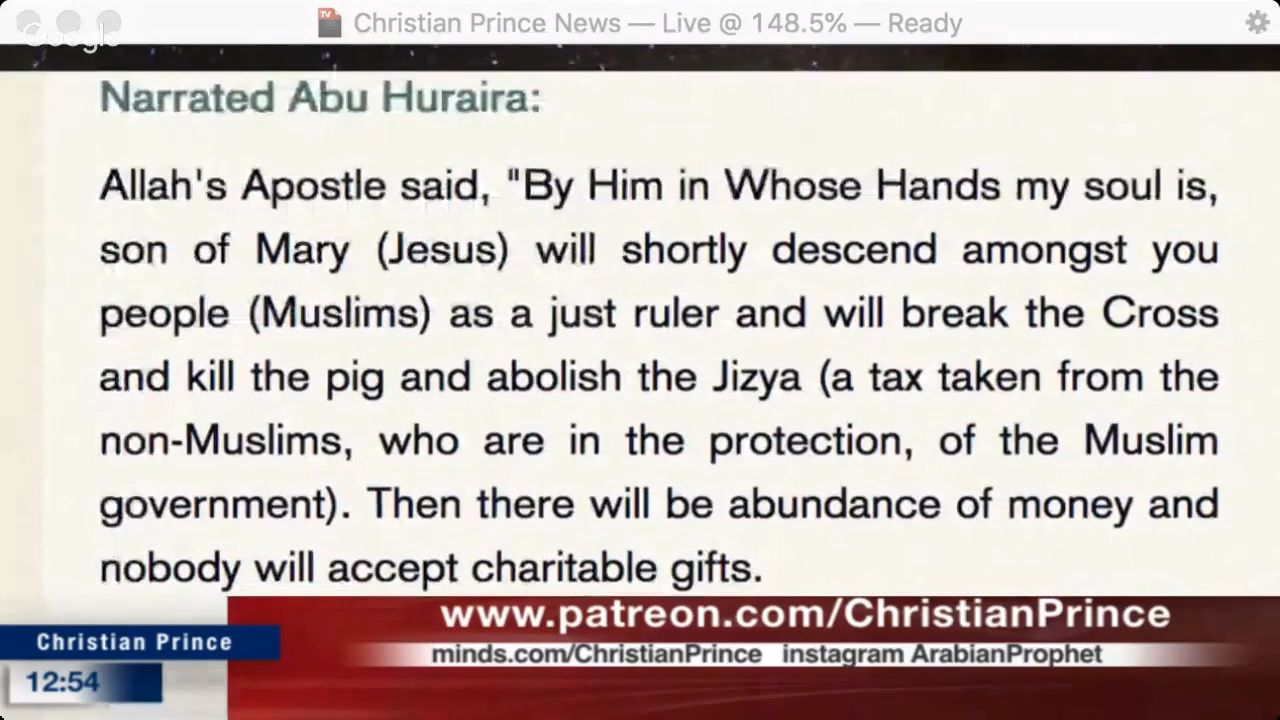 Christian Prince News — Live @ 148.5% — Ready
Google
Narrated Abu Huraira:
Allah's Apostle said, "By Him in Whose Hands my soul is,
son of Mary (Jesus) will shortly descend amongst you
people (Muslims) as a just ruler and will break the Cross
and kill the pig and abolish the Jizya (a tax taken from the
non-Muslims, who are in the protection, of the Muslim
government). Then there will be abundance of money and
nobody will accept charitable gifts.
www.patreon.com/ChristianPrince
Christian Prince
minds.com/ChristianPrince instagram ArabianProphet
12:54